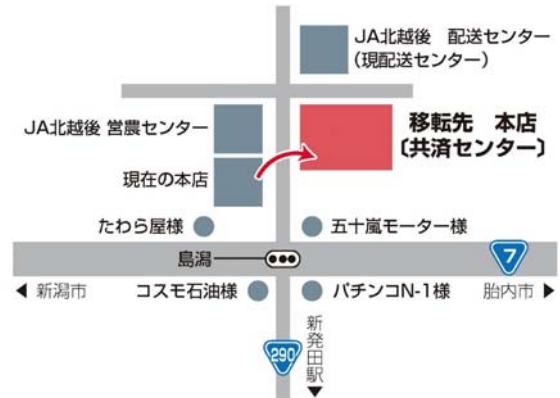 JA北越後 配送センター
(現配送センター)
JA北越後 営農センター
移転先 本店
〔共済センター〕
現在の本店
たわら屋様
五十嵐モーター様
島潟
7
◀ 新潟市
コスモ石油様
パチンコN-1様
胎内市 ▶
290
新発田駅▼